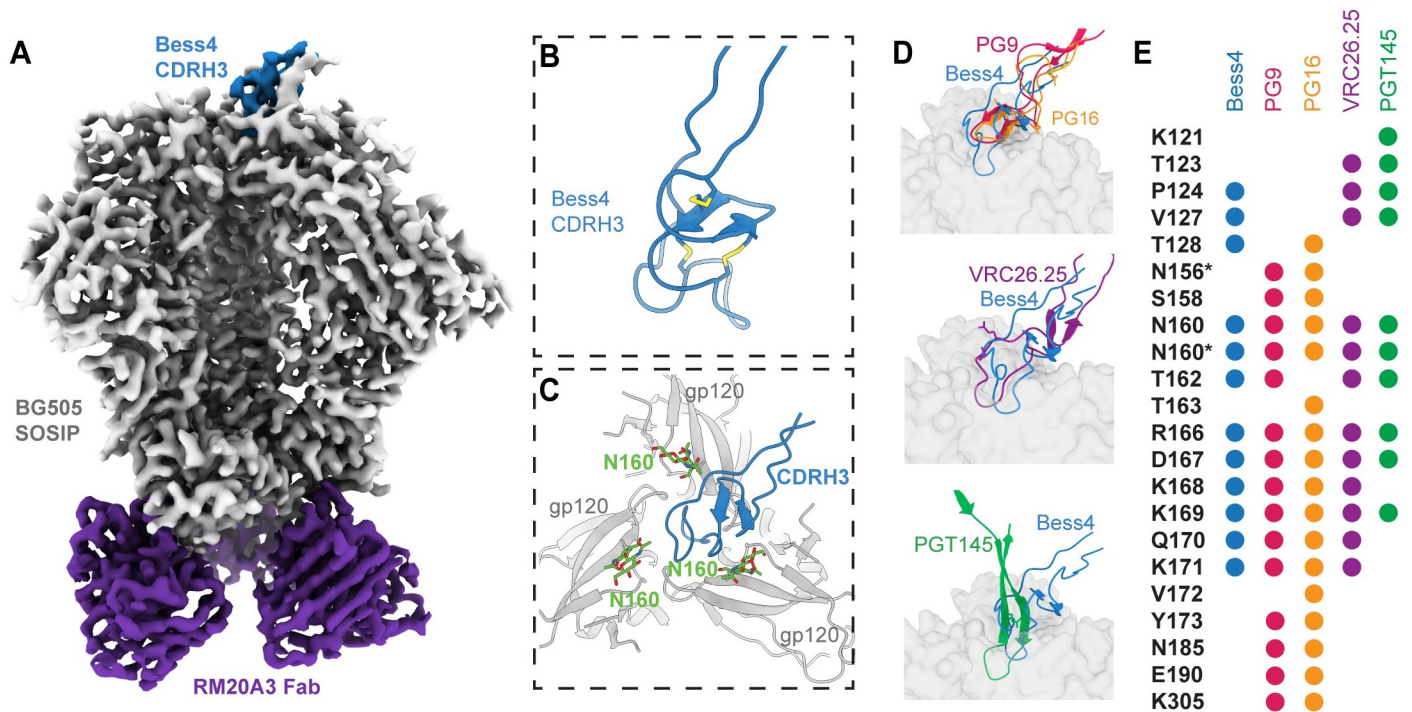 A
Bess4
CDRH3
BG505
SOSIP
RM20A3 Fab
B
Bess4
CDRH3
C
gp120
N160
CDRH3
gp120
N160
N160
gp120
D
PG9
Bess4
PG16
VRC26.25
Bess4
PGT145
Bess4
E
Bess4
PG9
PG16
VRC26.25
PGT145
K121
T123
P124
V127
T128
N156*
S158
N160
N160*
T162
T163
R166
D167
K168
K169
Q170
K171
V172
Y173
N185
E190
K305